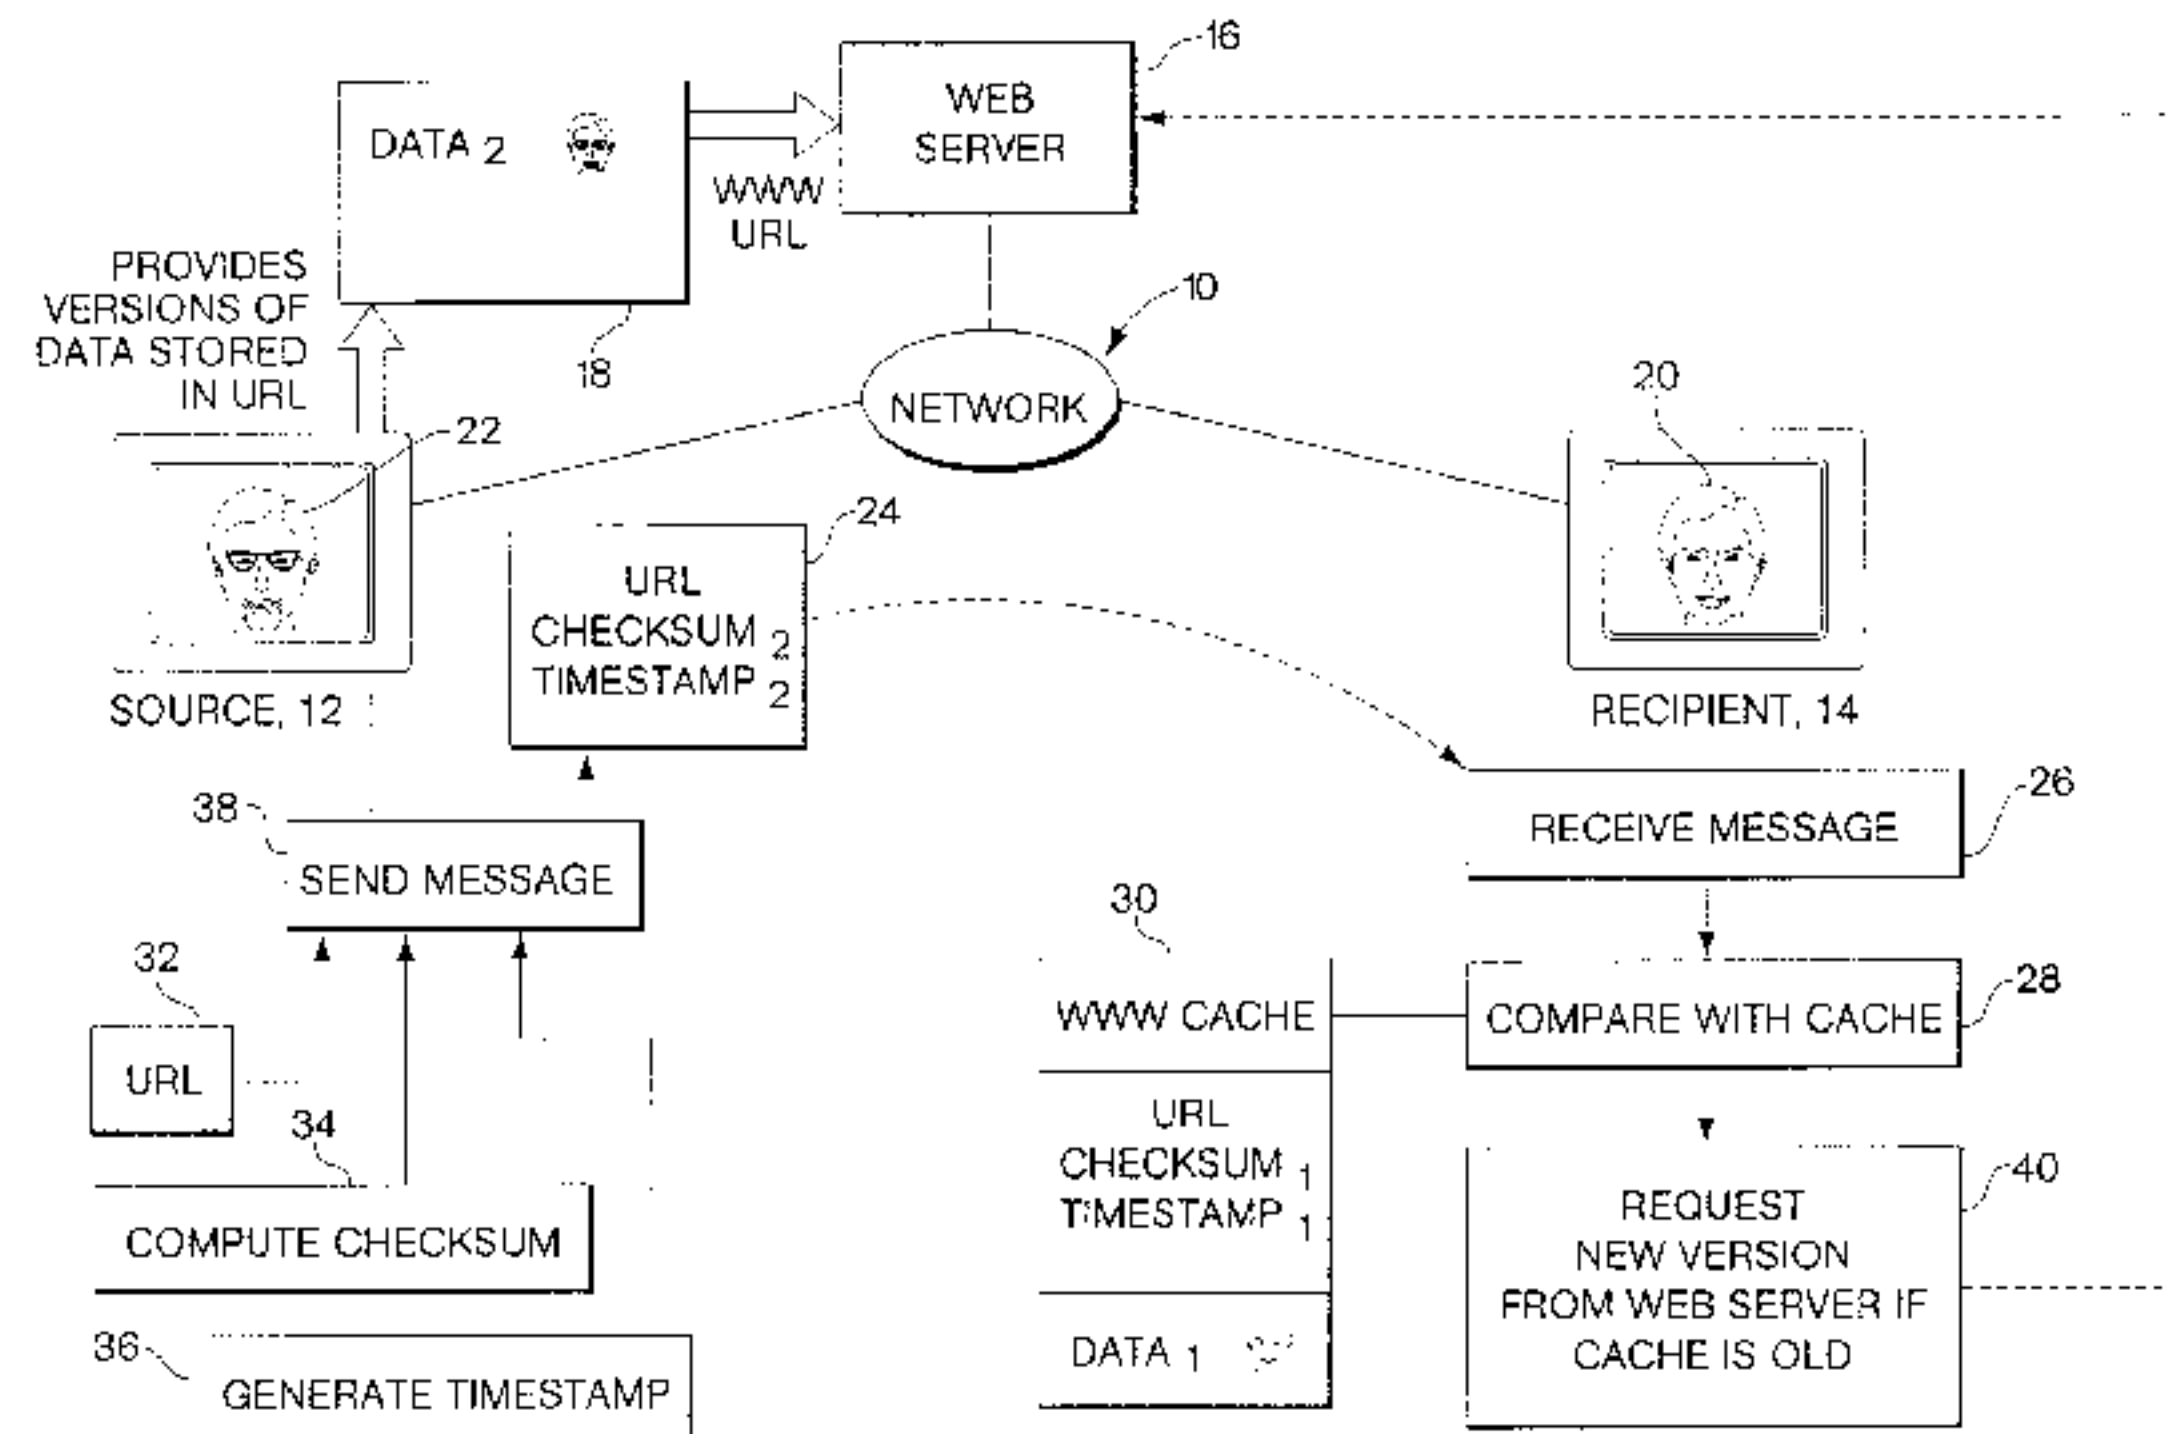 16
WEB
SERVER
DATA 2
WWW
URL
PROVIDES
VERSIONS OF
DATA STORED
IN URL
18
10
NETWORK
22
20
24
URL
CHECKSUM 2
TIMESTAMP 2
SOURCE, 12
RECIPIENT, 14
38
SEND MESSAGE
26
RECEIVE MESSAGE
30
32
WWW CACHE
28
COMPARE WITH CACHE
URL
34
URL
CHECKSUM 1
TIMESTAMP 1
40
REQUEST
NEW VERSION
FROM WEB SERVER IF
CACHE IS OLD
COMPUTE CHECKSUM
36
GENERATE TIMESTAMP
DATA 1